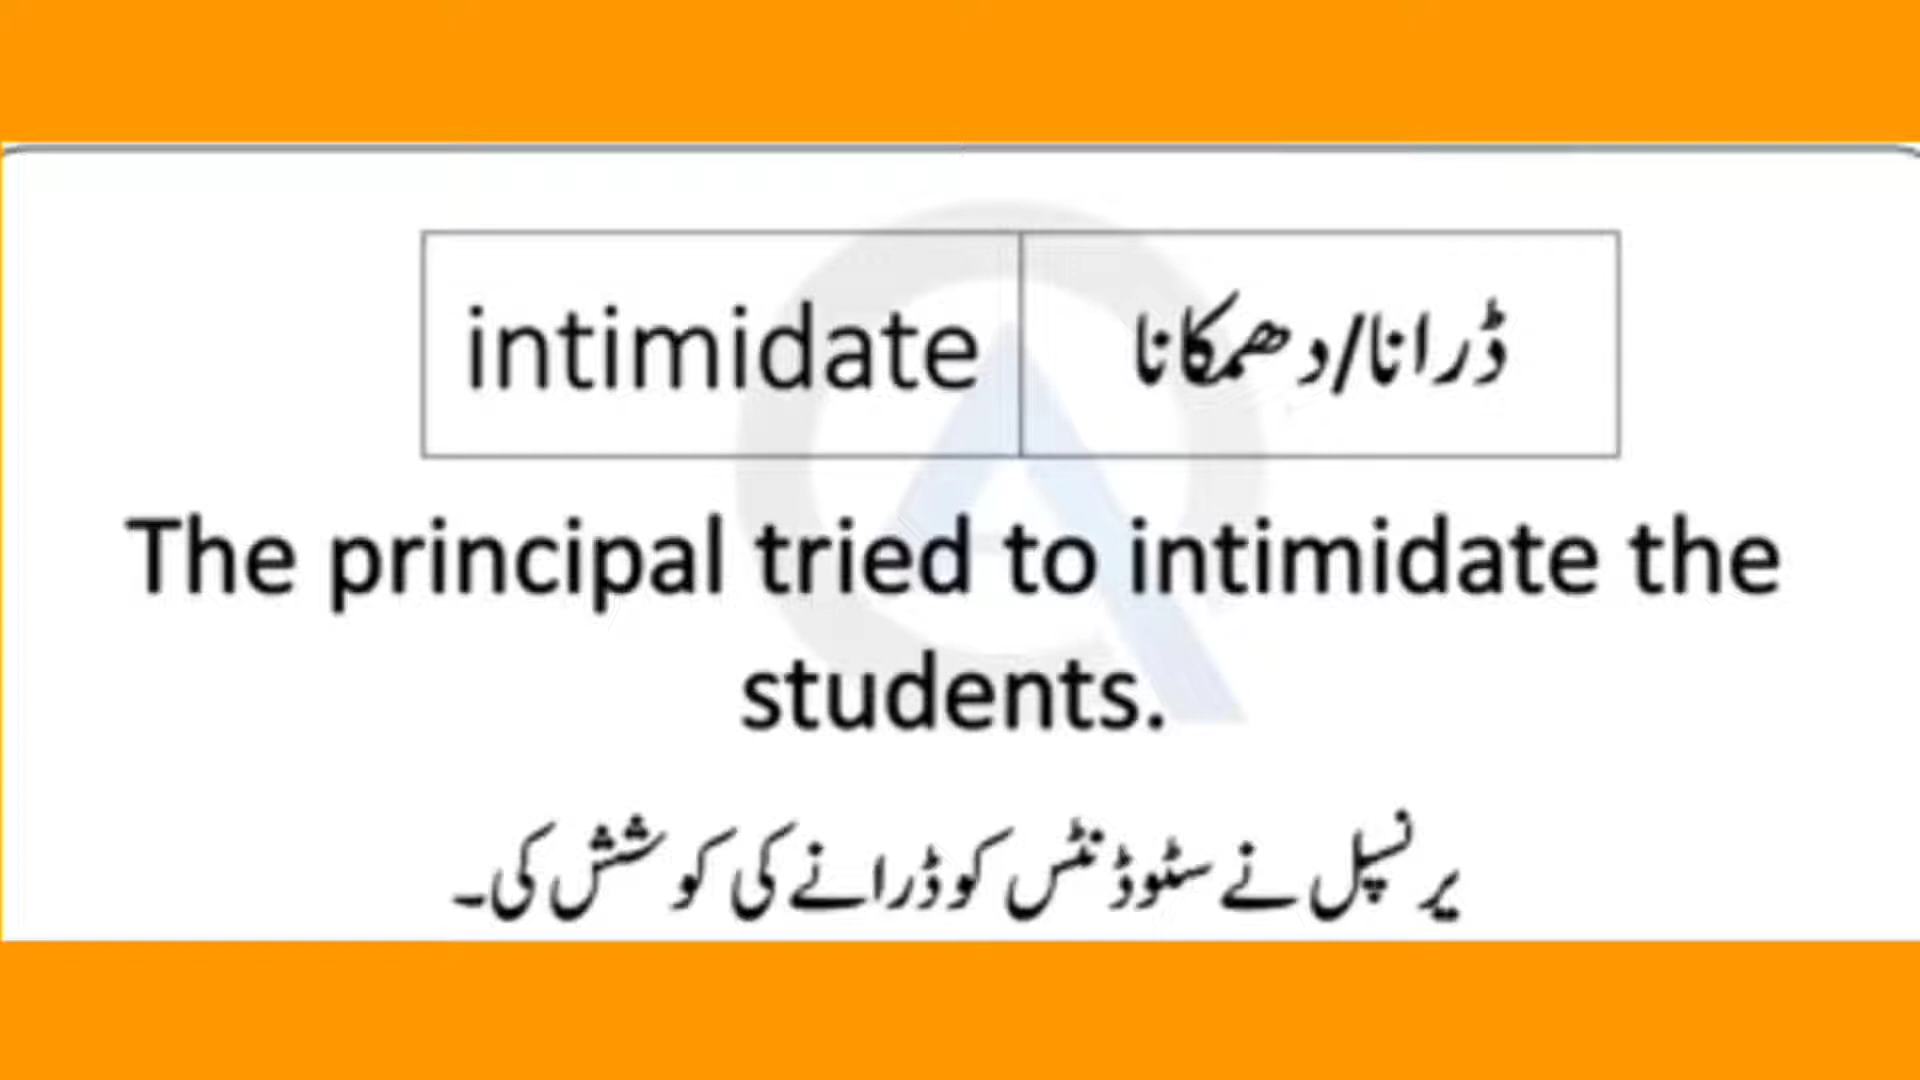 intimidate
ڈرانا/دھمکانا
The principal tried to intimidate the
students.
پرنسپل نے سٹوڈنٹس کو ڈرانے کی کوشش کی۔